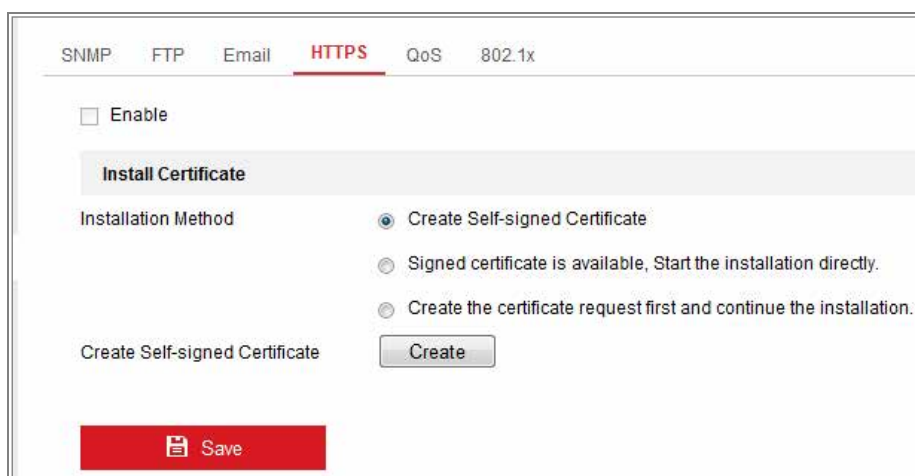 SNMP FTP Email HTTPS QoS 802.1x
Enable
Install Certificate
Installation Method Create Self-signed Certificate
Signed certificate is available, Start the installation directly.
Create the certificate request first and continue the installation.
Create Self-signed Certificate Create
Save